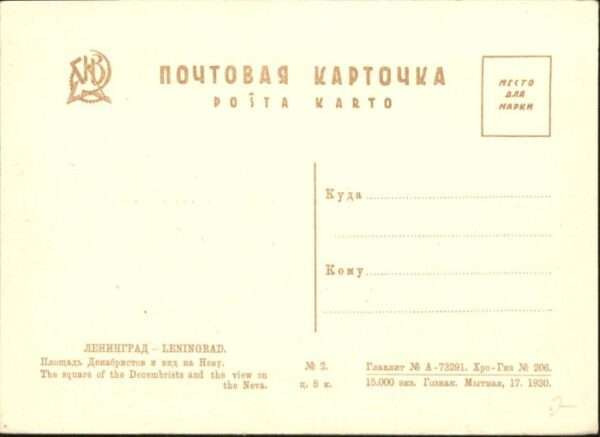 ПОЧТОВАЯ КАРТОЧКА
POŜTA KARTO
МЕСТО
ДЛЯ
МАРКИ
Куда
Кому
ЛЕНИНГРАД – LENINGRAD.
Площадь Декабристов и вид на Неву.
The square of the Decembrists and the view on
the Neva.
№ 2.
ц. 8 к.
Главлит № А-73291. Хро-Гиз № 206.
15.000 экз. Гознак. Мытная, 17. 1930.